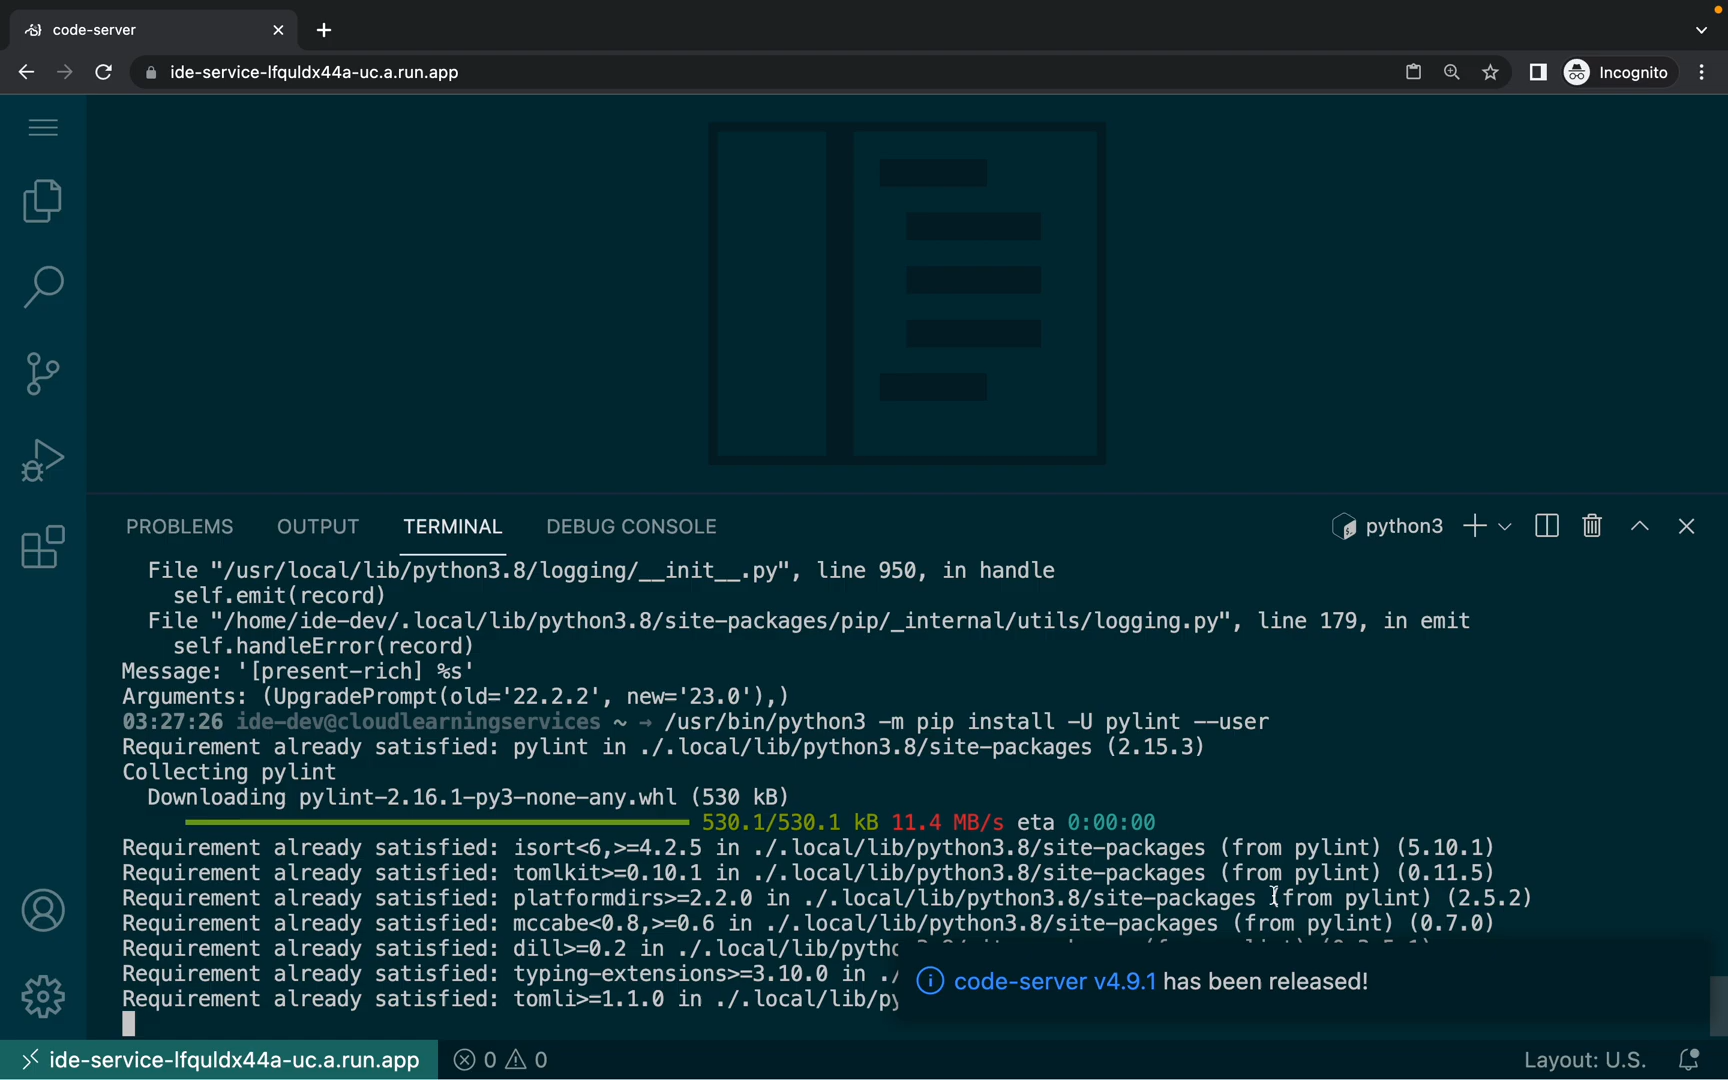 code-server
ide-service-lfquldx44a-uc.a.run.app
Incognito
PROBLEMS
OUTPUT
TERMINAL
DEBUG CONSOLE
python3
File "/usr/local/lib/python3.8/logging/__init__.py", line 950, in handle
self.emit(record)
File "/home/ide-dev/.local/lib/python3.8/site-packages/pip/_internal/utils/logging.py", line 179, in emit
self.handleError(record)
Message: '[present-rich] %s'
Arguments: (UpgradePrompt(old='22.2.2', new='23.0'),)
03:27:26 ide-dev@cloudlearningservices ~ → /usr/bin/python3 -m pip install -U pylint --user
Requirement already satisfied: pylint in ./.local/lib/python3.8/site-packages (2.15.3)
Collecting pylint
Downloading pylint-2.16.1-py3-none-any.whl (530 kB)
530.1/530.1 kB 11.4 MB/s eta 0:00:00
Requirement already satisfied: isort<6,>=4.2.5 in ./.local/lib/python3.8/site-packages (from pylint) (5.10.1)
Requirement already satisfied: tomlkit>=0.10.1 in ./.local/lib/python3.8/site-packages (from pylint) (0.11.5)
Requirement already satisfied: platformdirs>=2.2.0 in ./.local/lib/python3.8/site-packages (from pylint) (2.5.2)
Requirement already satisfied: mccabe<0.8,>=0.6 in ./.local/lib/python3.8/site-packages (from pylint) (0.7.0)
Requirement already satisfied: dill>=0.2 in ./.local/lib/pytho
Requirement already satisfied: typing-extensions>=3.10.0 in ./
Requirement already satisfied: tomli>=1.1.0 in ./.local/lib/py
code-server v4.9.1 has been released!
ide-service-lfquldx44a-uc.a.run.app
0
0
Layout: U.S.